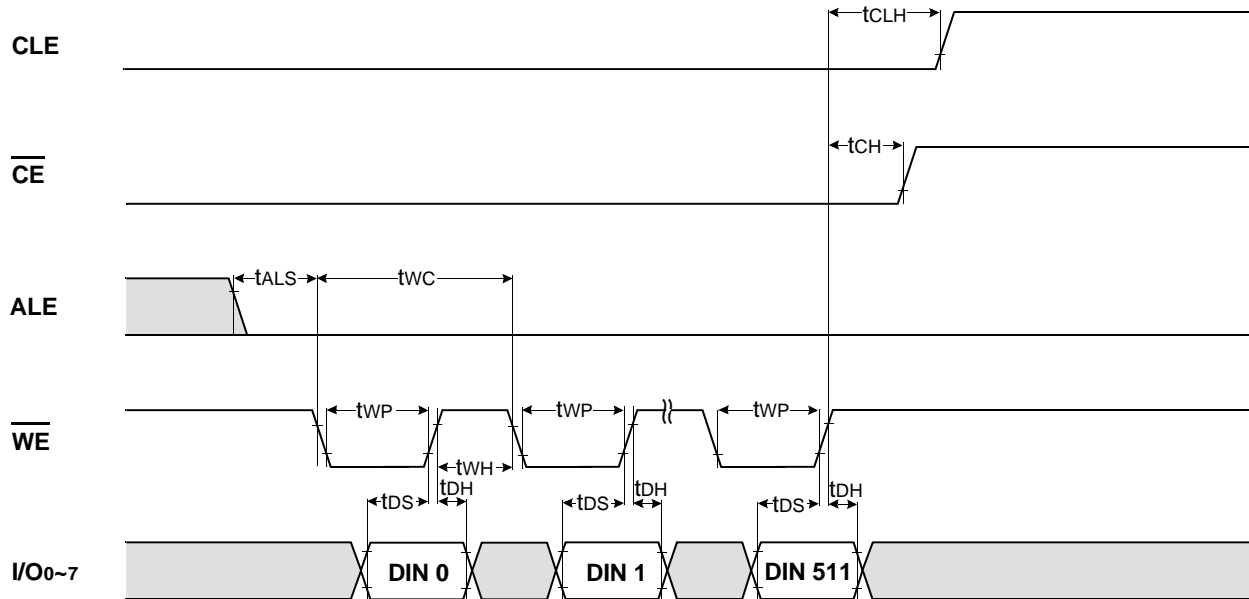 tCLH
CLE
tCH
CE
tALS
tWC
ALE
tWP
tWP
tWP
WE
tWH
tDS
tDH
tDS
tDH
tDS
tDH
I/O0~7
DIN 0
DIN 1
DIN 511